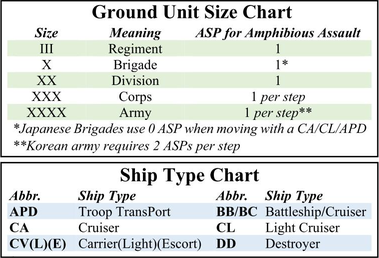 Ground Unit Size Chart
Size Meaning ASP for Amphibious Assault
III Regiment 1
X Brigade 1*
XX Division 1
XXX Corps 1 per step
XXXX Army 1 per step**
*Japanese Brigades use 0 ASP when moving with a CA/CL/APD
**Korean army requires 2 ASPs per step
Ship Type Chart
Abbr. Ship Type Abbr. Ship Type
APD Troop TransPort BB/BC Battleship/Cruiser
CA Cruiser CL Light Cruiser
CV(L)(E) Carrier(Light)(Escort) DD Destroyer